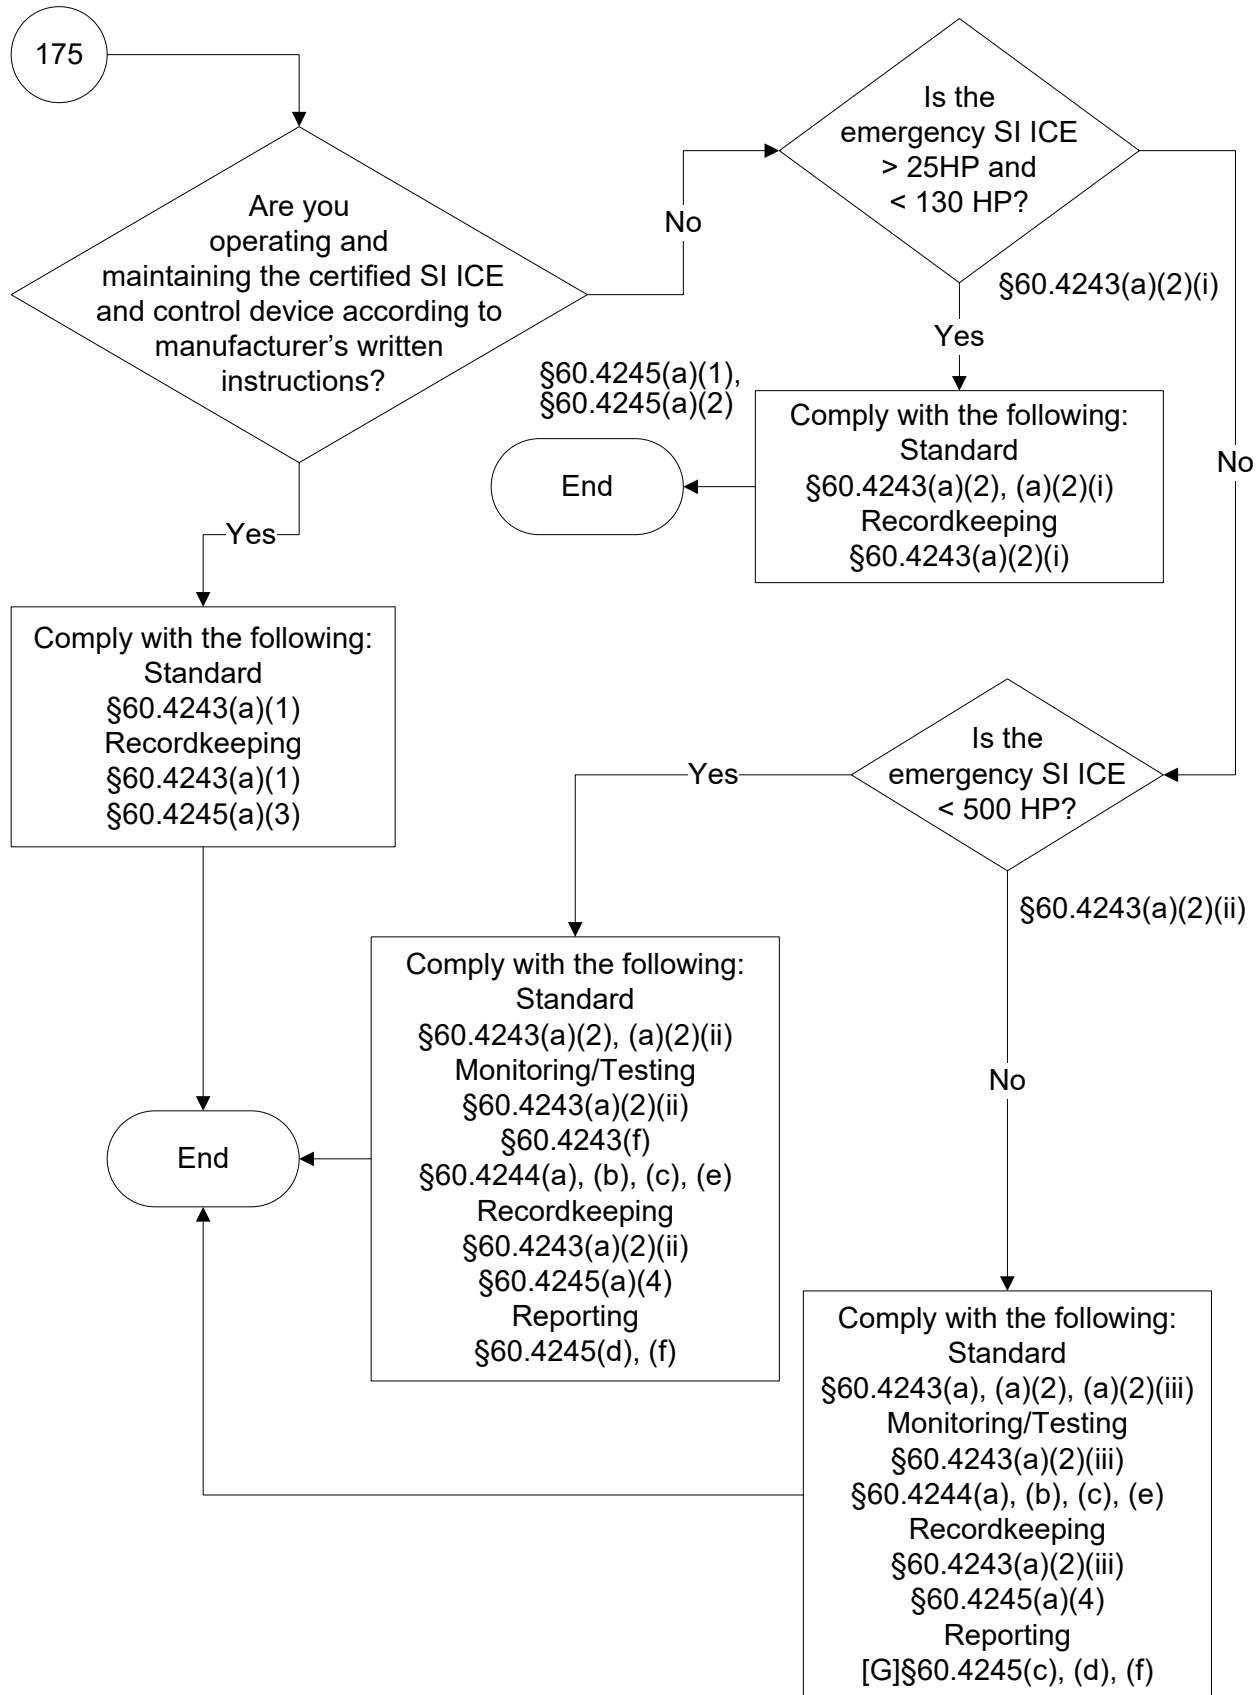 175
Are you
operating and
maintaining the certified SI ICE
and control device according to
manufacturer's written
instructions?
No
Is the
emergency SI ICE
> 25HP and
< 130 HP?
§60.4243(a)(2)(i)
Yes
No
§60.4245(a)(1),
§60.4245(a)(2)
Comply with the following:
Standard
§60.4243(a)(2), (a)(2)(i)
Recordkeeping
§60.4243(a)(2)(i)
End
Yes
Comply with the following:
Standard
§60.4243(a)(1)
Recordkeeping
§60.4243(a)(1)
§60.4245(a)(3)
Is the
emergency SI ICE
< 500 HP?
Yes
§60.4243(a)(2)(ii)
No
Comply with the following:
Standard
§60.4243(a)(2), (a)(2)(ii)
Monitoring/Testing
§60.4243(a)(2)(ii)
§60.4243(f)
§60.4244(a), (b), (c), (e)
Recordkeeping
§60.4243(a)(2)(ii)
§60.4245(a)(4)
Reporting
§60.4245(d), (f)
End
Comply with the following:
Standard
§60.4243(a), (a)(2), (a)(2)(iii)
Monitoring/Testing
§60.4243(a)(2)(iii)
§60.4244(a), (b), (c), (e)
Recordkeeping
§60.4243(a)(2)(iii)
§60.4245(a)(4)
Reporting
[G]§60.4245(c), (d), (f)